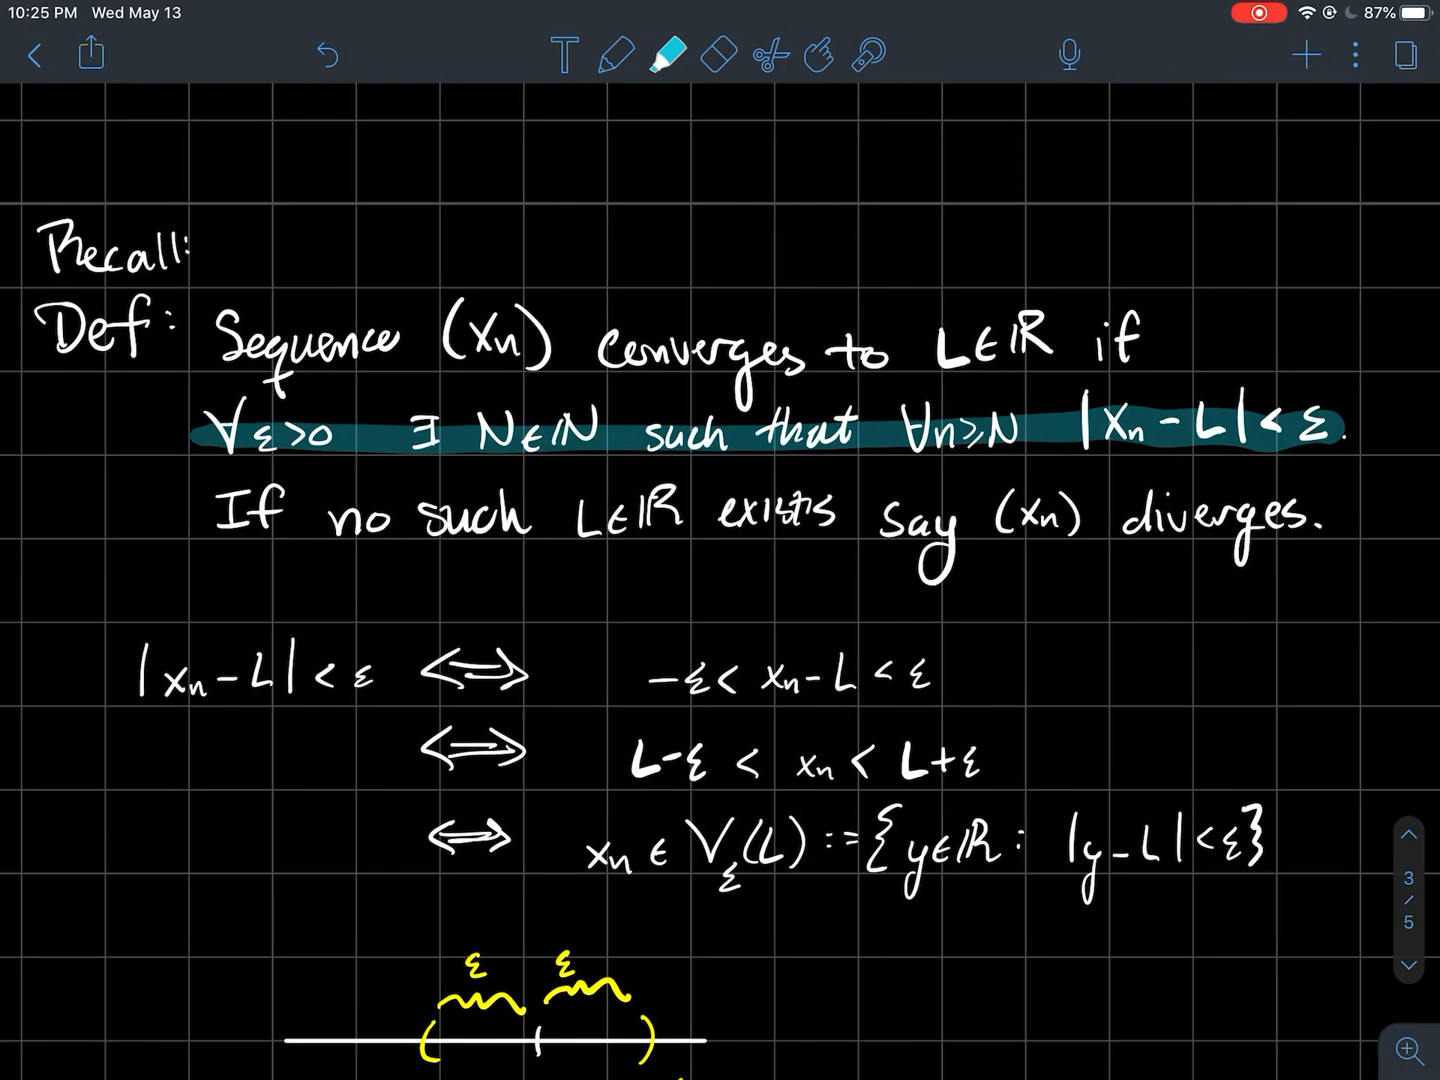 10:25 PM Wed May 13
87%
T
Recall:
Def: Sequence (xn) converges to L∈ℝ if
∀ε>0 ∃ N∈ℕ such that ∀n≥N |xn - L| < ε.
If no such L∈ℝ exists say (xn) diverges.
|xn - L| < ε ⟺ -ε < xn - L < ε
⟺ L-ε < xn < L+ε
⟺ xn ∈ Vε(L) := {y∈ℝ : |y - L| < ε}
3
/
5
ε ε
( | )